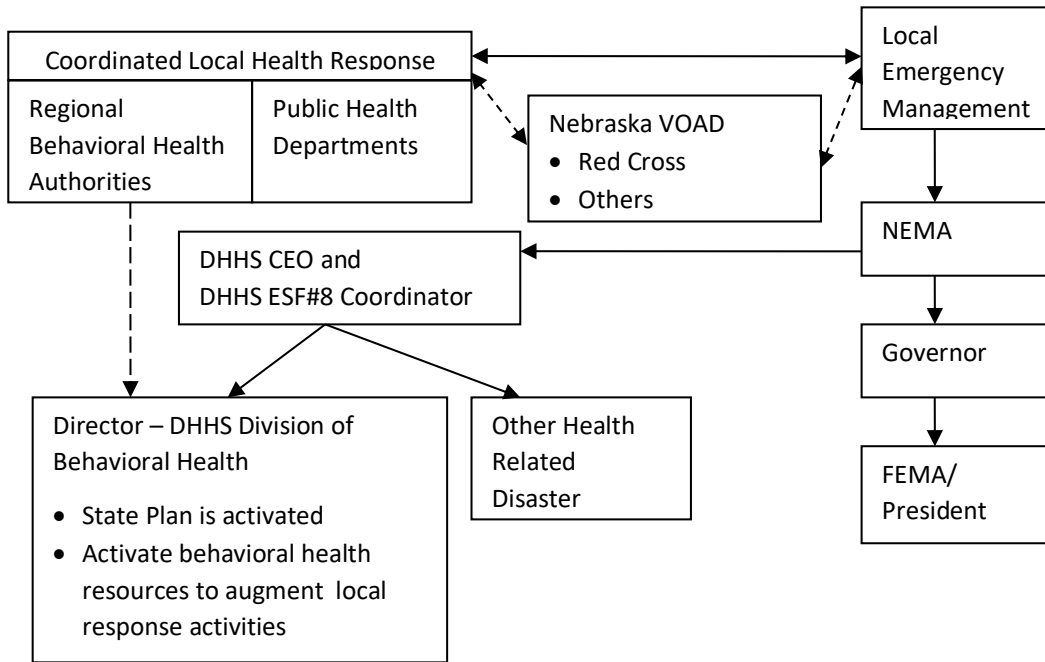 Coordinated Local Health Response
Regional
Behavioral Health
Authorities
Public Health
Departments
Nebraska VOAD
• Red Cross
• Others
Local
Emergency
Management
NEMA
DHHS CEO and
DHHS ESF#8 Coordinator
Governor
Director – DHHS Division of
Behavioral Health
• State Plan is activated
• Activate behavioral health
resources to augment local
response activities
Other Health
Related
Disaster
FEMA/
President